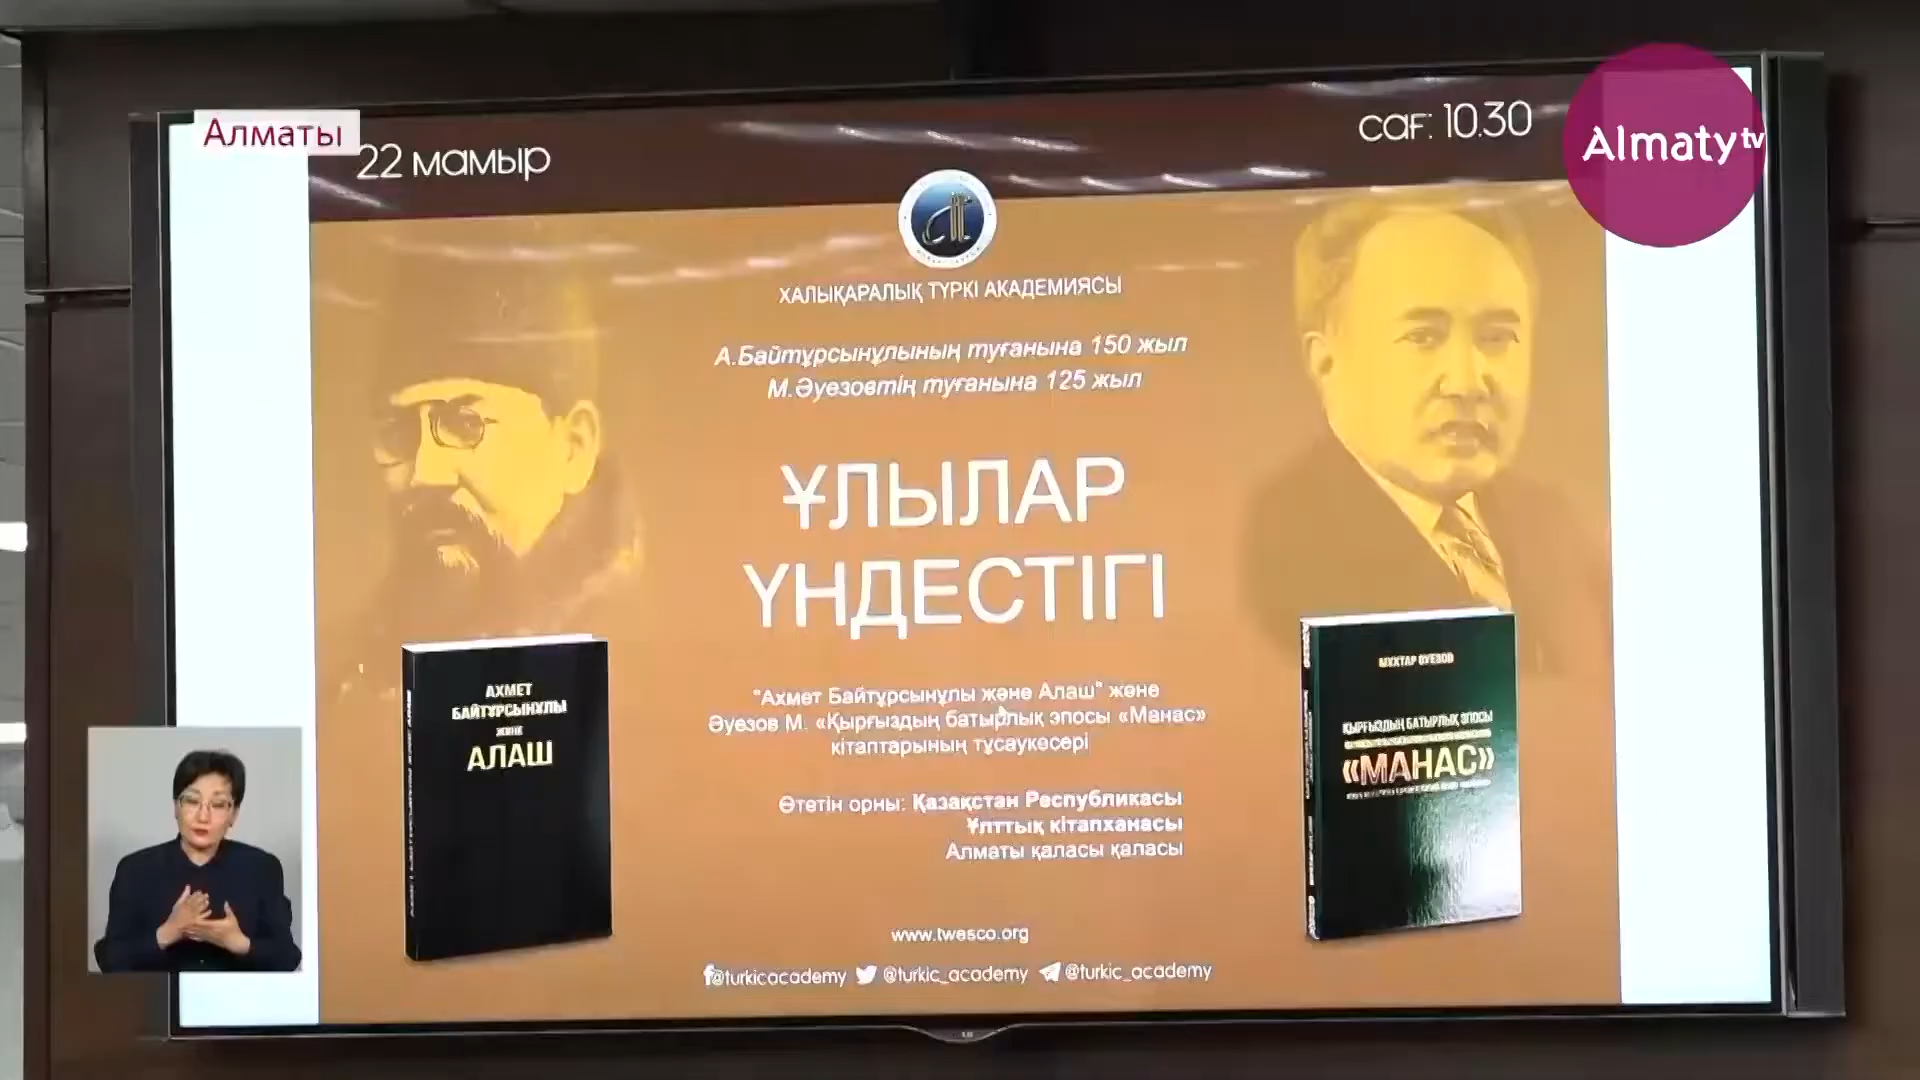 Алматы
22 мамыр
сағ: 10.30
Almaty tv
ХАЛЫҚАРАЛЫҚ ТҮРКІ АКАДЕМИЯСЫ
А.Байтұрсынұлының туғанына 150 жыл
М.Әуезовтің туғанына 125 жыл
ҰЛЫЛАР
ҮНДЕСТІГІ
"Ахмет Байтұрсынұлы және Алаш" және
Әуезов М. «Қырғыздың батырлық эпосы «Манас»
кітаптарының тұсаукесері
Өтетін орны: Қазақстан Республикасы
Ұлттық кітапханасы
Алматы қаласы қаласы
www.twesco.org
@turkicacademy @turkic_academy @turkic_academy
АХМЕТ
БАЙТҰРСЫНҰЛЫ
ЖӘНЕ
АЛАШ
МҰХТАР ӘУЕЗОВ
ҚЫРҒЫЗДЫҢ БАТЫРЛЫҚ ЭПОСЫ
«МАНАС»